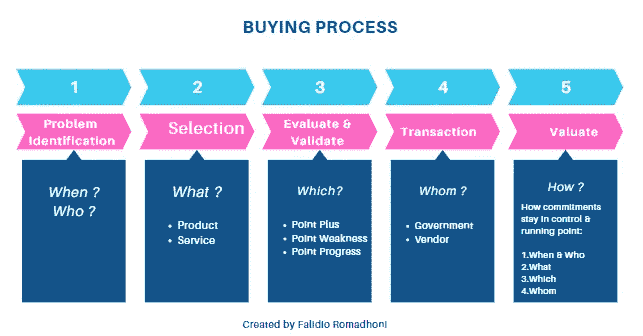 BUYING PROCESS
1
2
3
4
5
Problem
Identification
Selection
Evaluate &
Validate
Transaction
Valuate
When ?
Who ?
What ?
• Product
• Service
Which?
• Point Plus
• Point Weakness
• Point Progress
Whom ?
• Government
• Vendor
How ?
How commitments
stay in control &
running point:
1.When & Who
2.What
3.Which
4.Whom
Created by Falidio Romadhoni